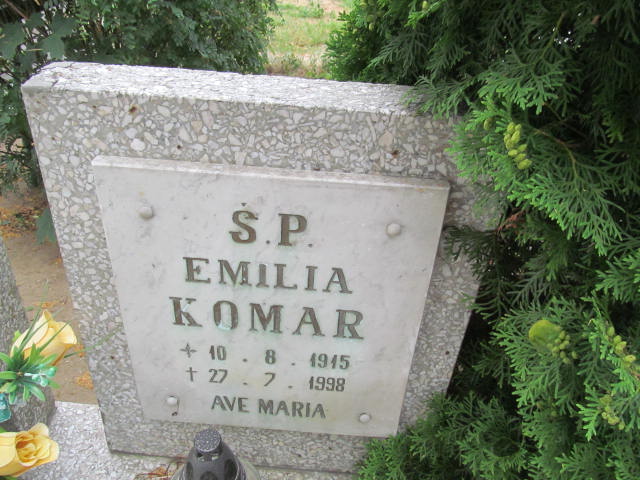 Ś.P.
EMILIA
KOMAR
+ 10 . 8 . 1915
† 27 . 7 . 1998
AVE MARIA